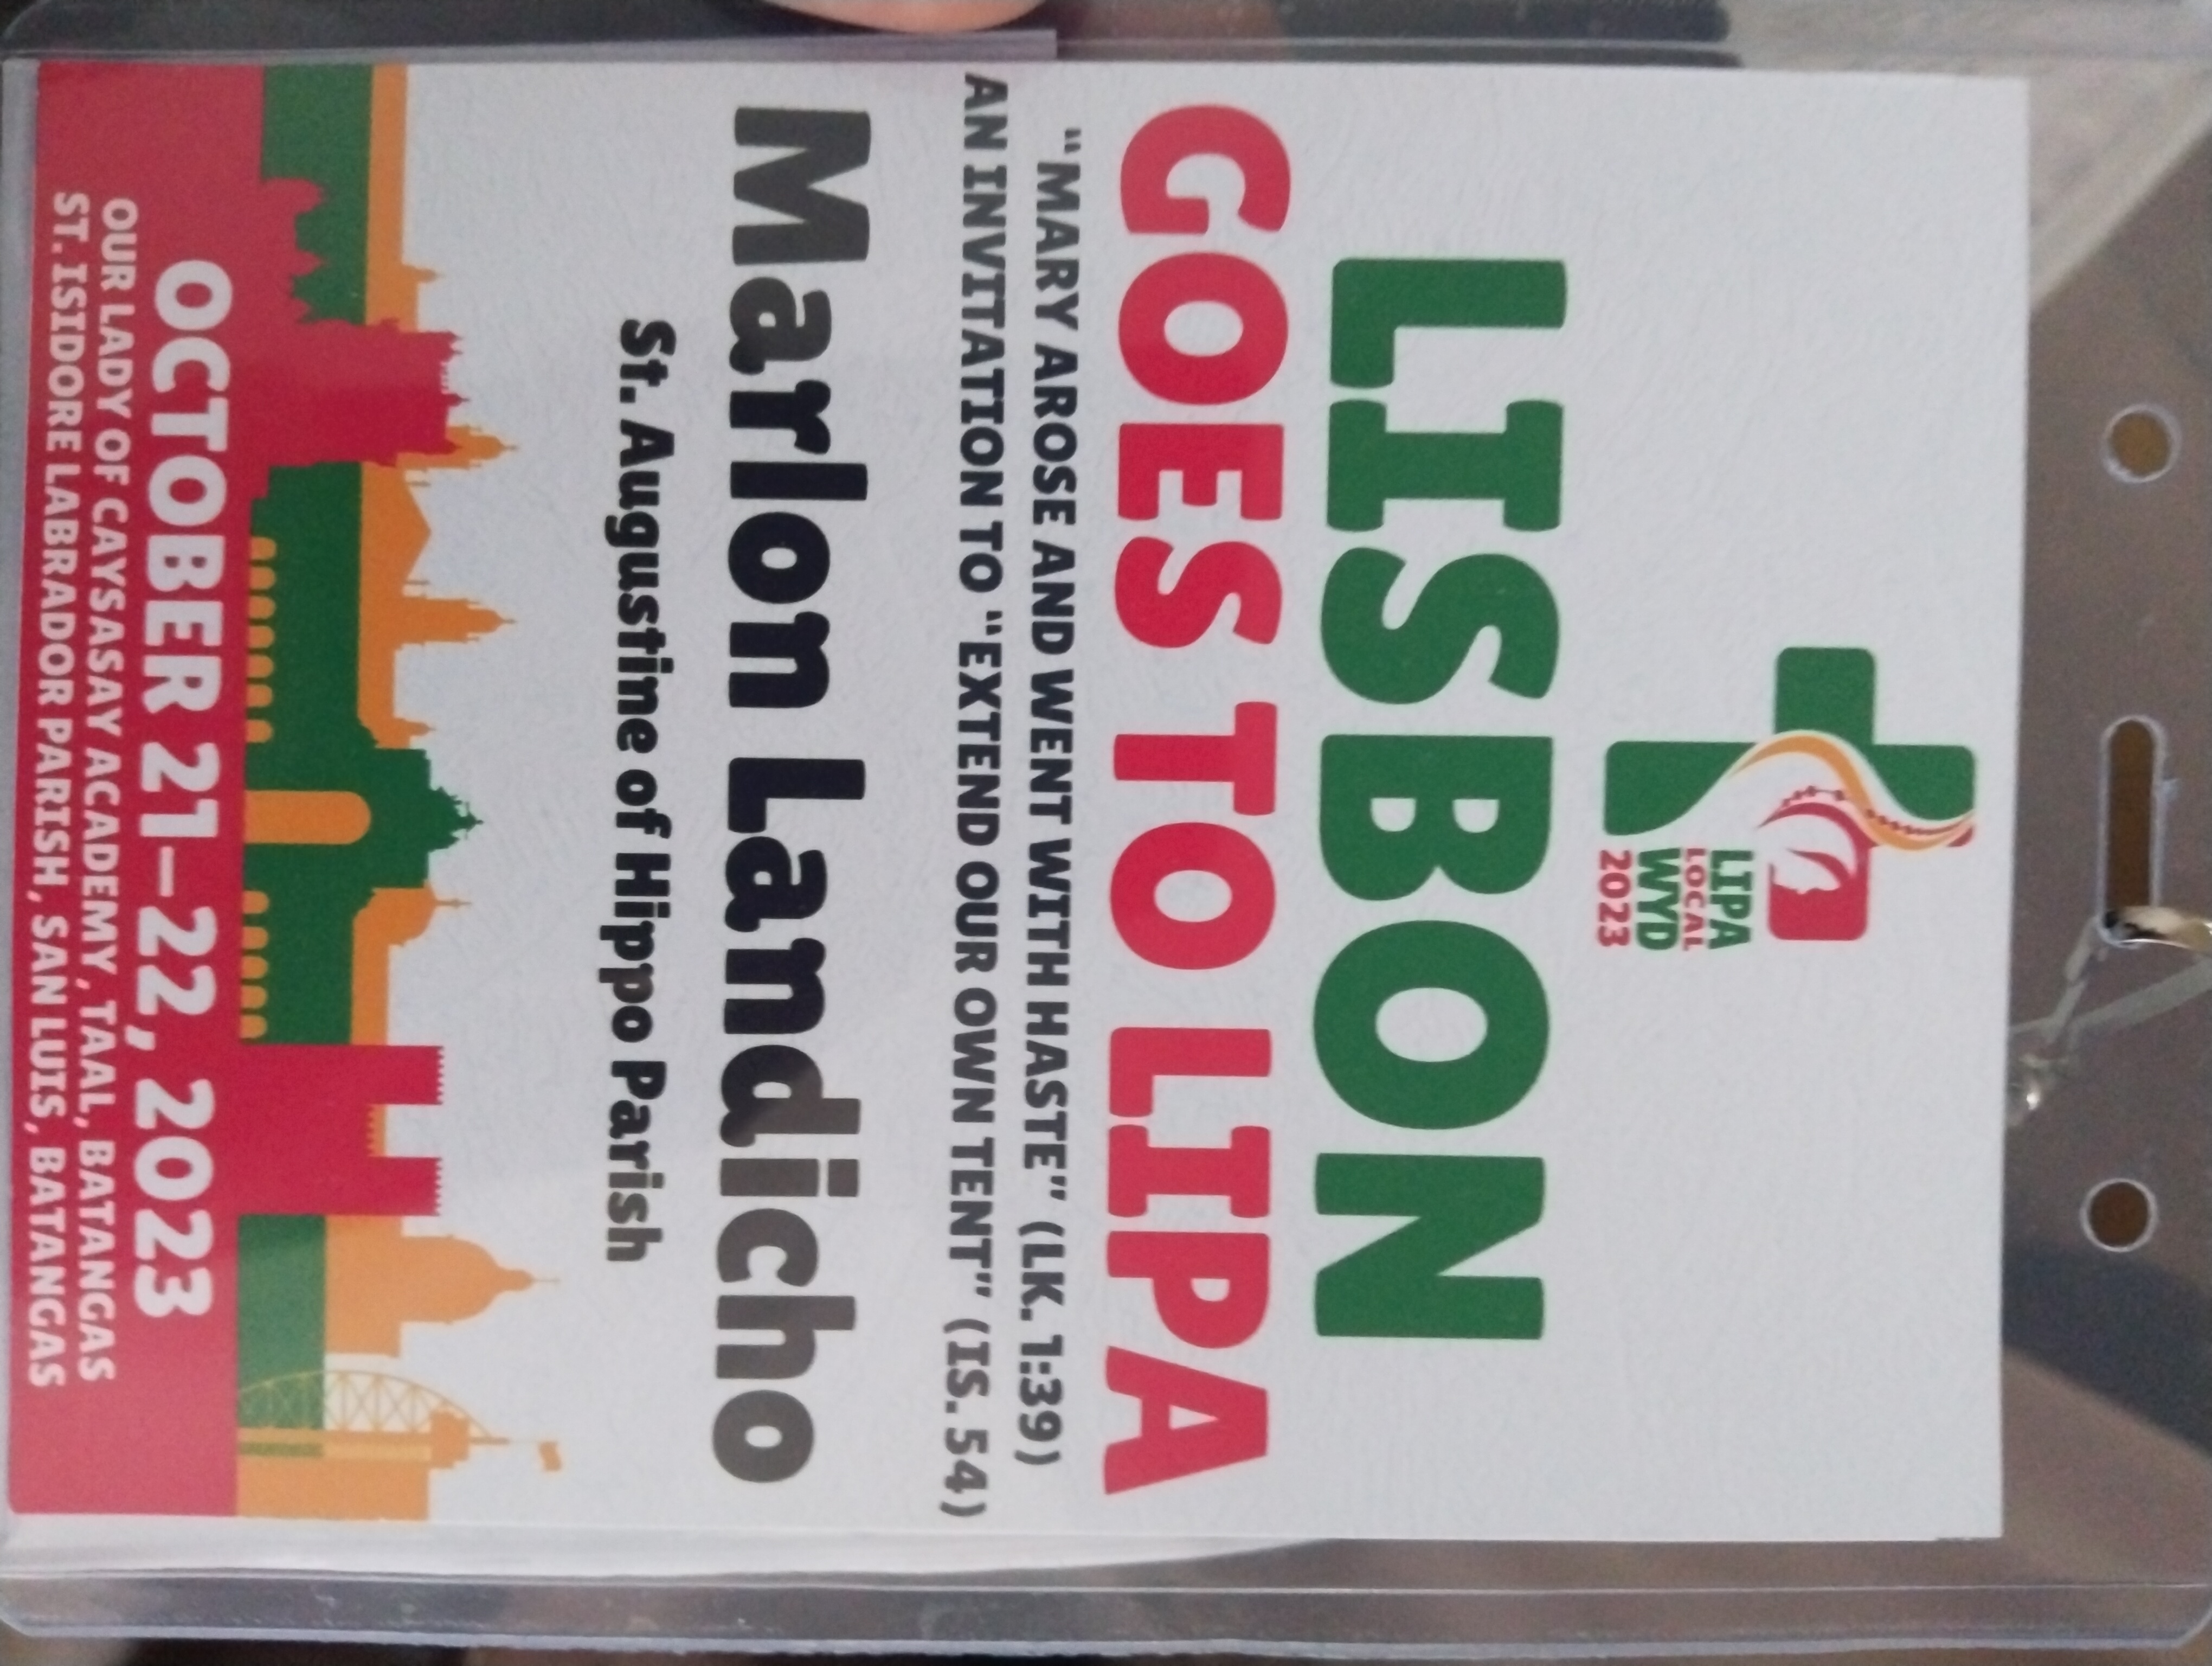 LIPA
LOCAL
WYD
2023
LISBON
GOES TO LIPA
"MARY AROSE AND WENT WITH HASTE" (LK. 1:39)
AN INVITATION TO "EXTEND OUR OWN TENT" (IS. 54)
Marlon Landicho
St. Augustine of Hippo Parish
OCTOBER 21-22, 2023
OUR LADY OF CAYSASAY ACADEMY, TAAL, BATANGAS
ST. ISIDORE LABRADOR PARISH, SAN LUIS, BATANGAS